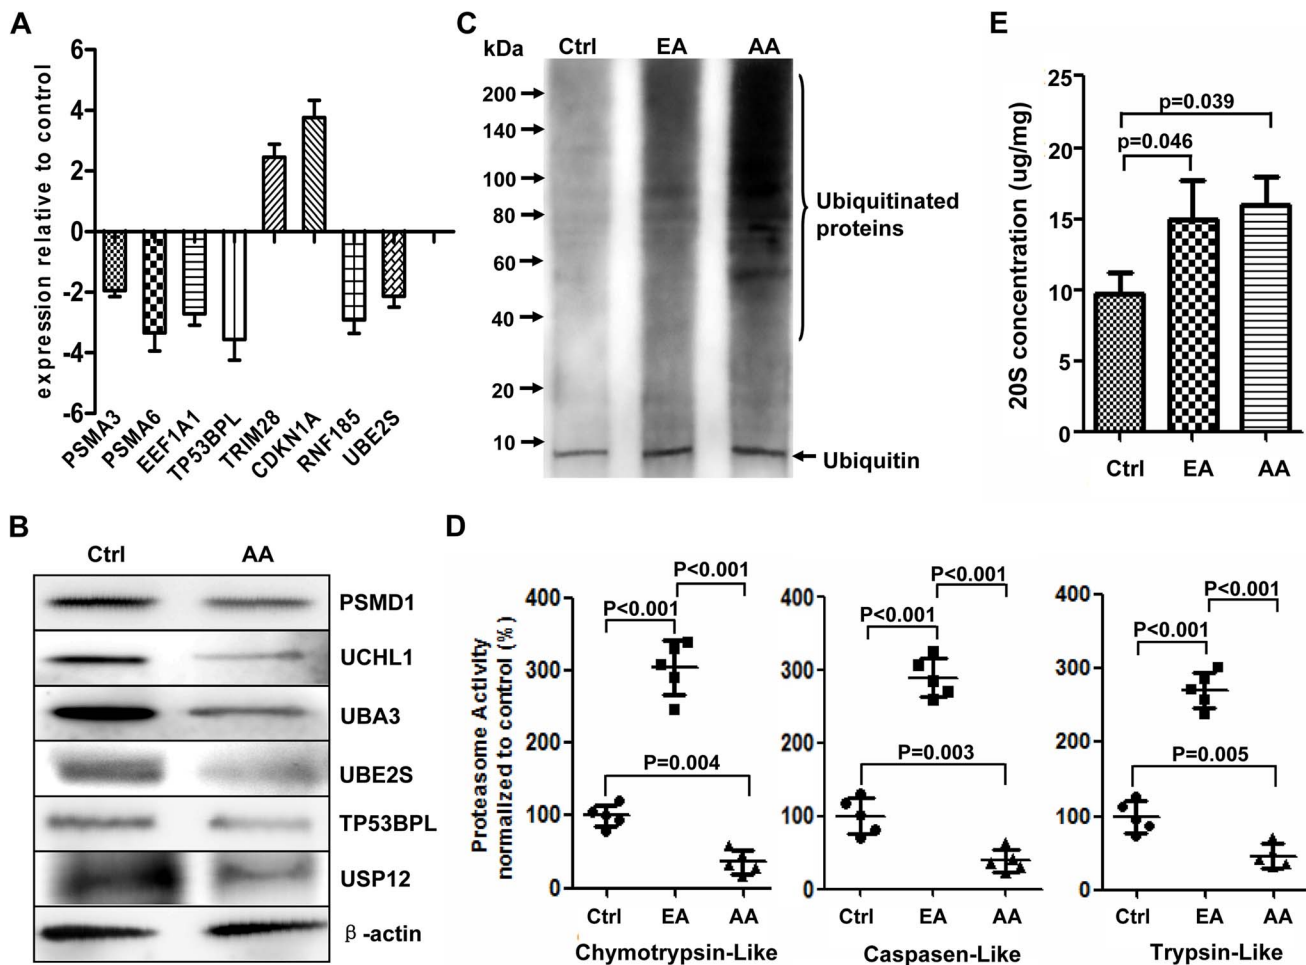 A
expression relative to control
6
4
2
0
-2
-4
-6
PSMA3
PSMA6
EEF1A1
TP53BPL
TRIM28
CDKN1A
RNF185
UBE2S
B
Ctrl AA
PSMD1
UCHL1
UBA3
UBE2S
TP53BPL
USP12
β-actin
C
kDa Ctrl EA AA
200
140
100
80
60
40
20
10
Ubiquitinated
proteins
Ubiquitin
D
Proteasome Activity
normalized to control (%)
400
300
200
100
0
P<0.001
P<0.001
P=0.004
Ctrl EA AA
Chymotrypsin-Like
400
300
200
100
0
P<0.001
P<0.001
P=0.003
Ctrl EA AA
Caspasen-Like
400
300
200
100
0
P<0.001
P<0.001
P=0.005
Ctrl EA AA
Trypsin-Like
E
20S concentration (ug/mg)
25
20
15
10
5
0
p=0.039
p=0.046
Ctrl EA AA